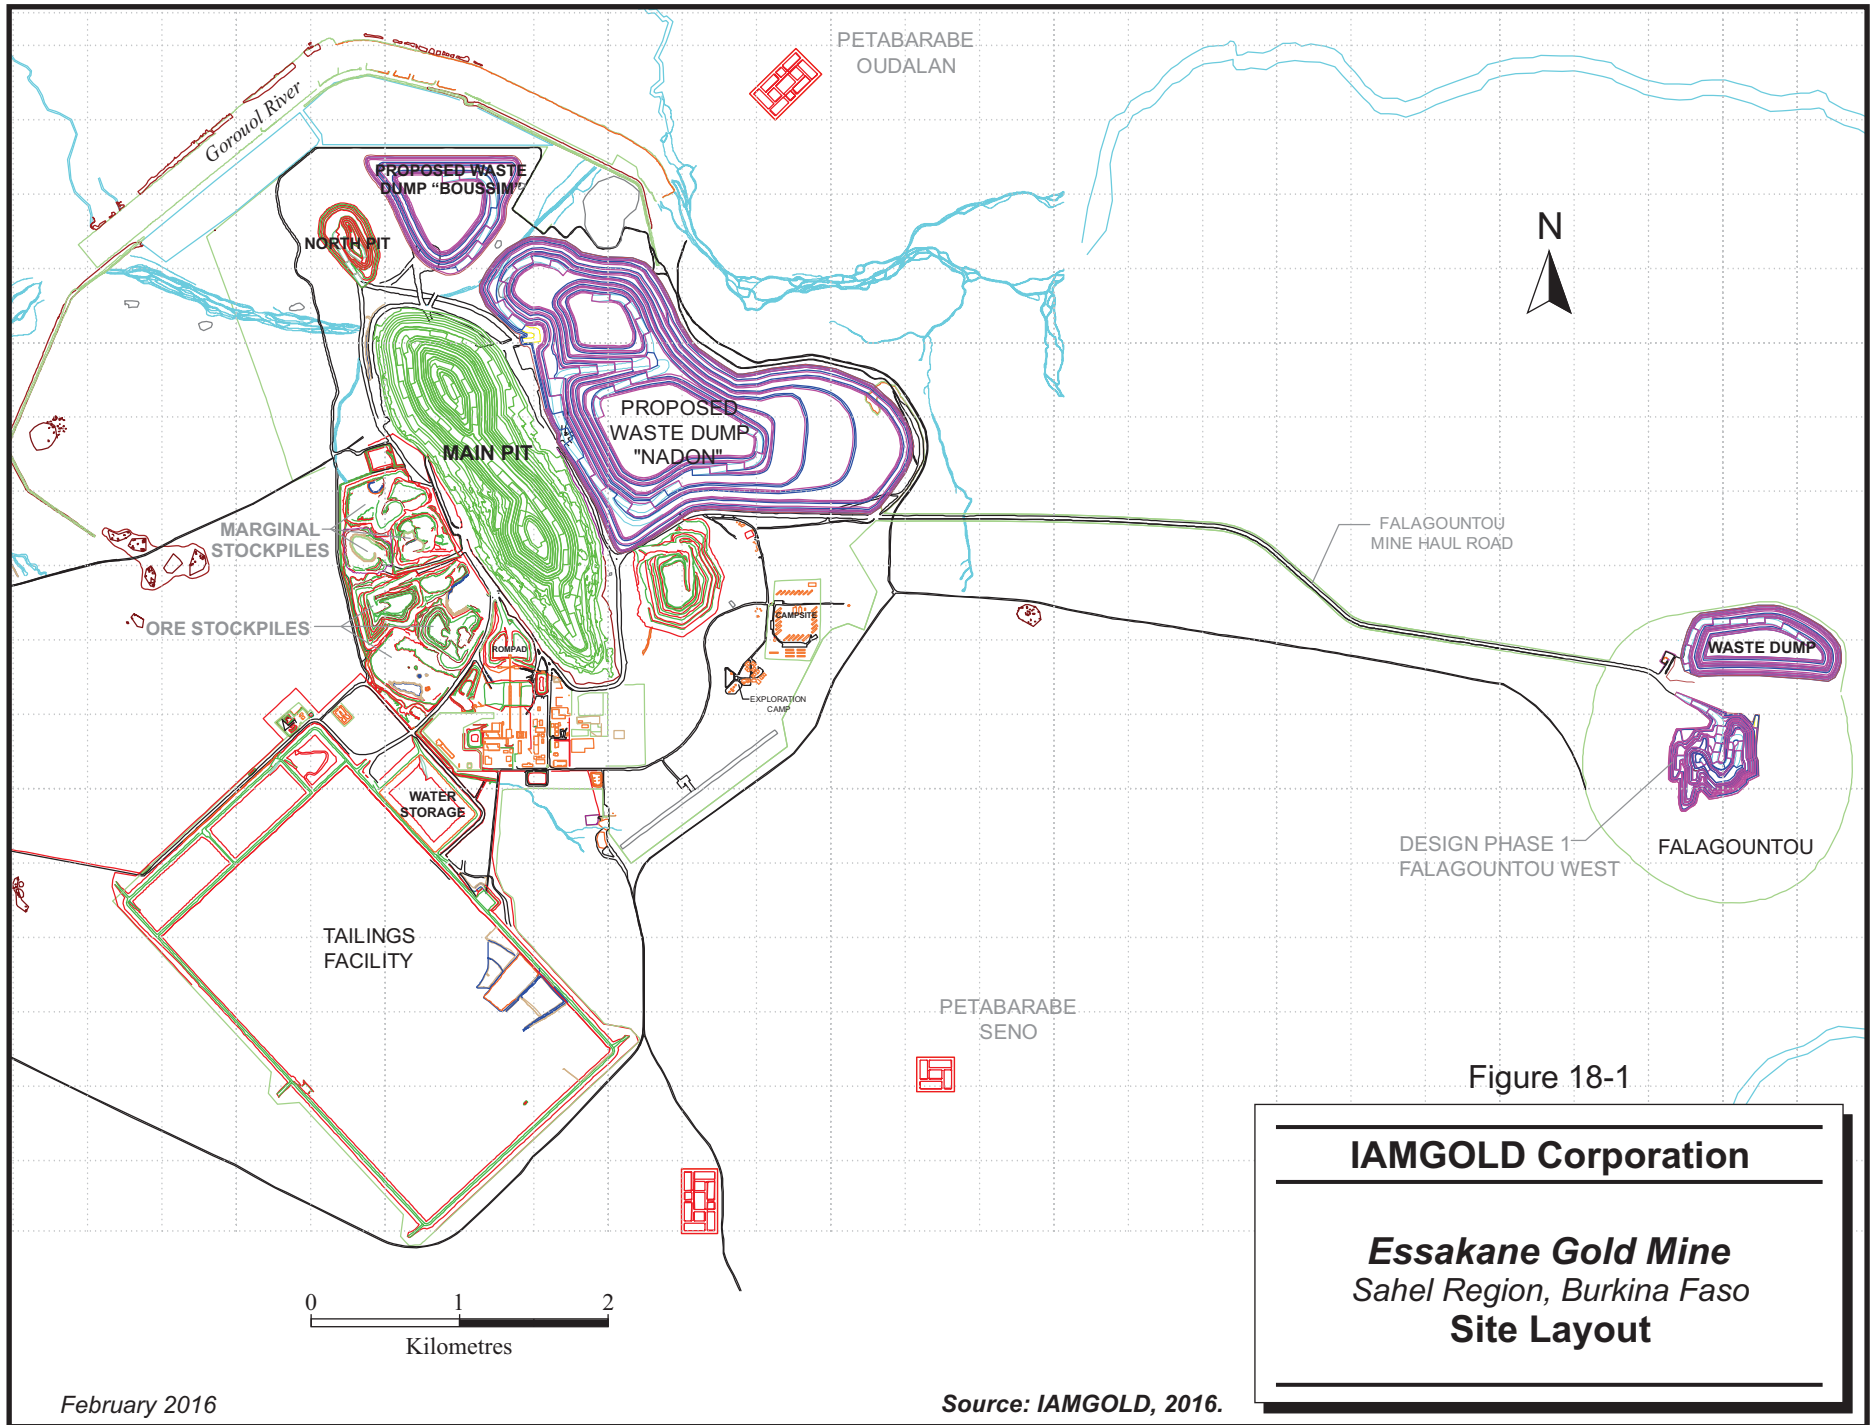 PETABARABE
OUDALAN
Gorouol River
PROPOSED WASTE
DUMP “BOUSSIM”
NORTH PIT
N
PROPOSED
WASTE DUMP
"NADON"
MAIN PIT
MARGINAL
STOCKPILES
FALAGOUNTOU
MINE HAUL ROAD
CAMPSITE
ORE STOCKPILES
ROMPAD
WASTE DUMP
EXPLORATION
CAMP
WATER
STORAGE
DESIGN PHASE 1
FALAGOUNTOU WEST
FALAGOUNTOU
TAILINGS
FACILITY
PETABARABE
SENO
Figure 18-1
IAMGOLD Corporation
Essakane Gold Mine
Sahel Region, Burkina Faso
Site Layout
0 1 2
Kilometres
February 2016
Source: IAMGOLD, 2016.